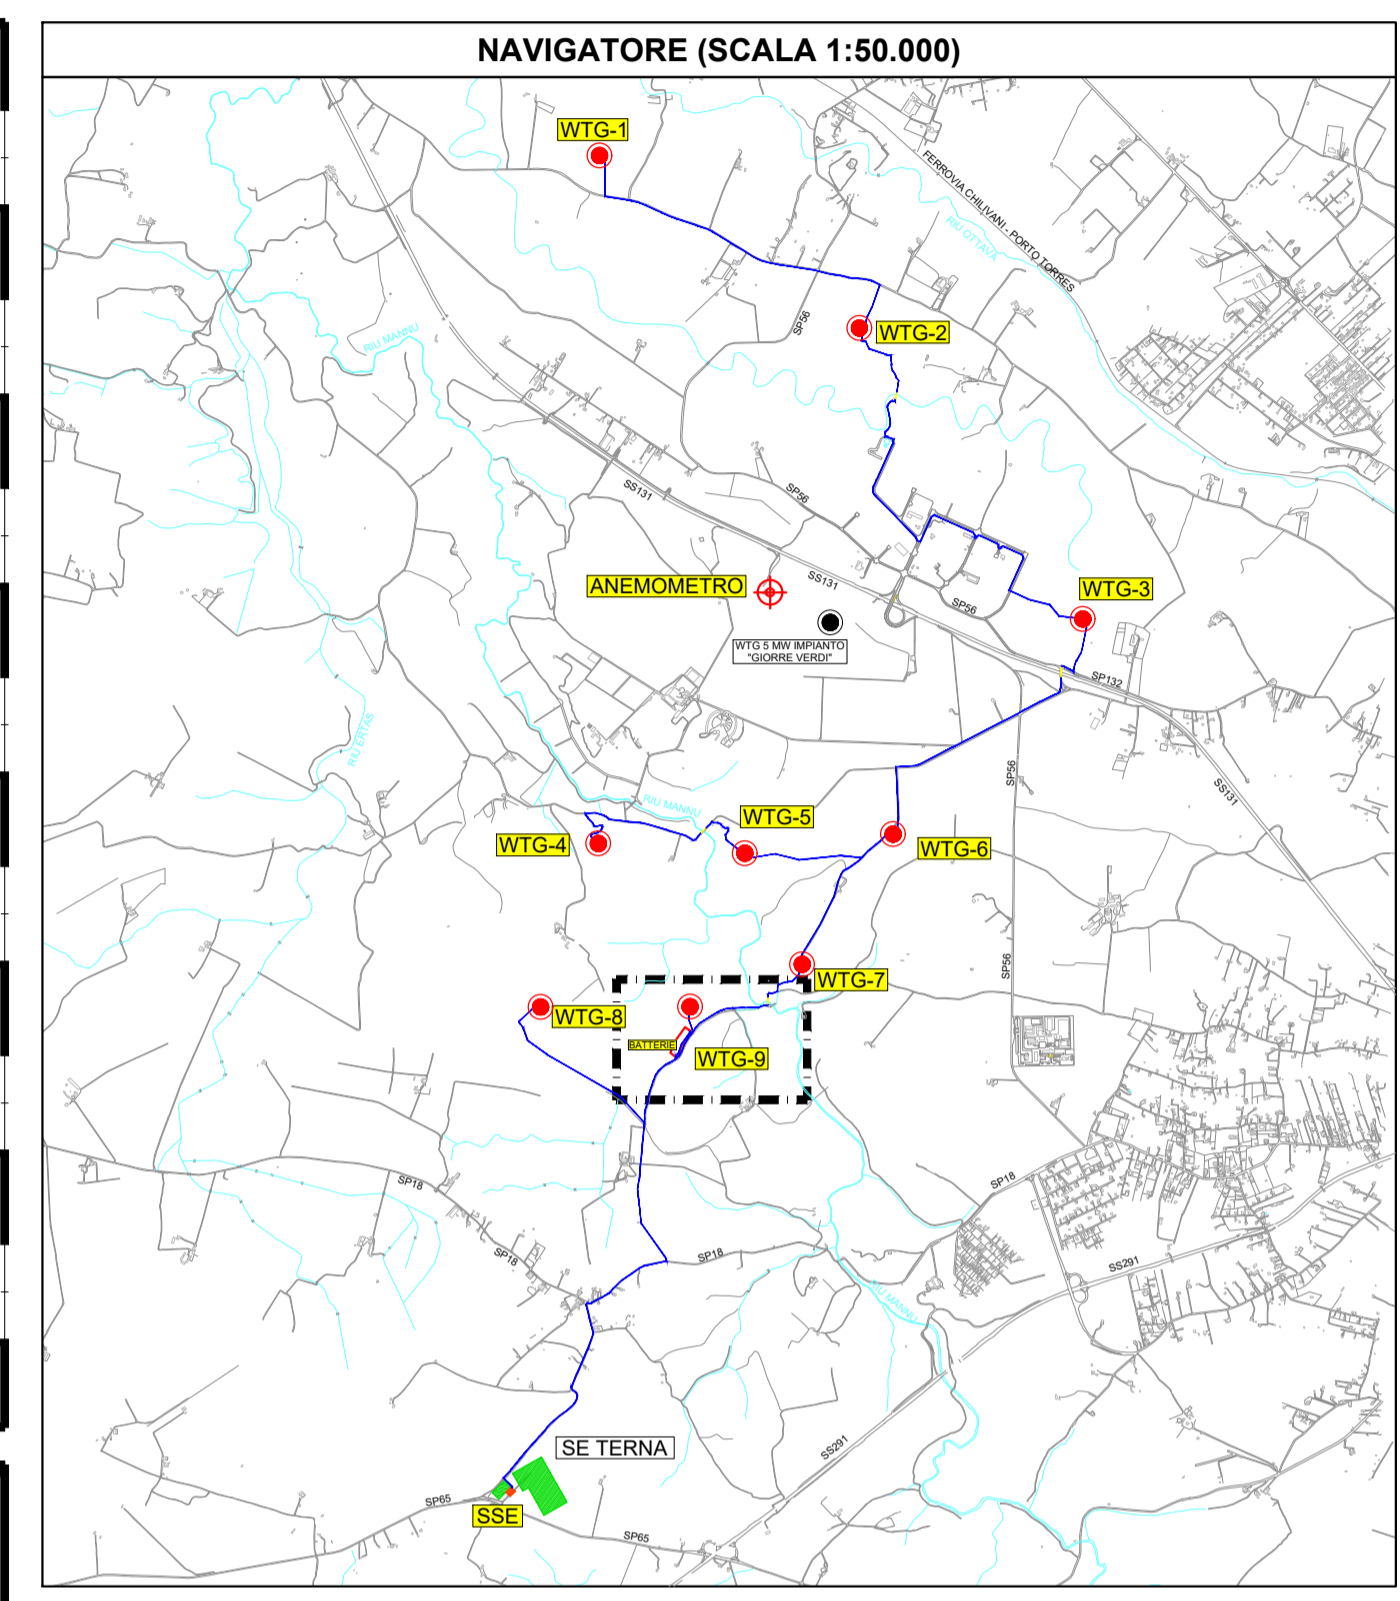 NAVIGATORE (SCALA 1:50.000)
WTG-1
FERROVIA CHILIVANI - PORTO TORRES
RIU OTTAVA
SP56
WTG-2
RIU MANNU
SS131
SP56
SS131
ANEMOMETRO
WTG-3
SP56
WTG 5 MW IMPIANTO
"GIORRE VERDI"
SP132
RIU ERTAS
SP56
SS131
RIU MANNU
WTG-5
WTG-4
WTG-6
SP56
WTG-7
WTG-8
BATTERIE
WTG-9
SP18
SP18
SP18
SP18
SS291
RIU MANNU
SE TERNA
SS291
SP65
SSE
SP65